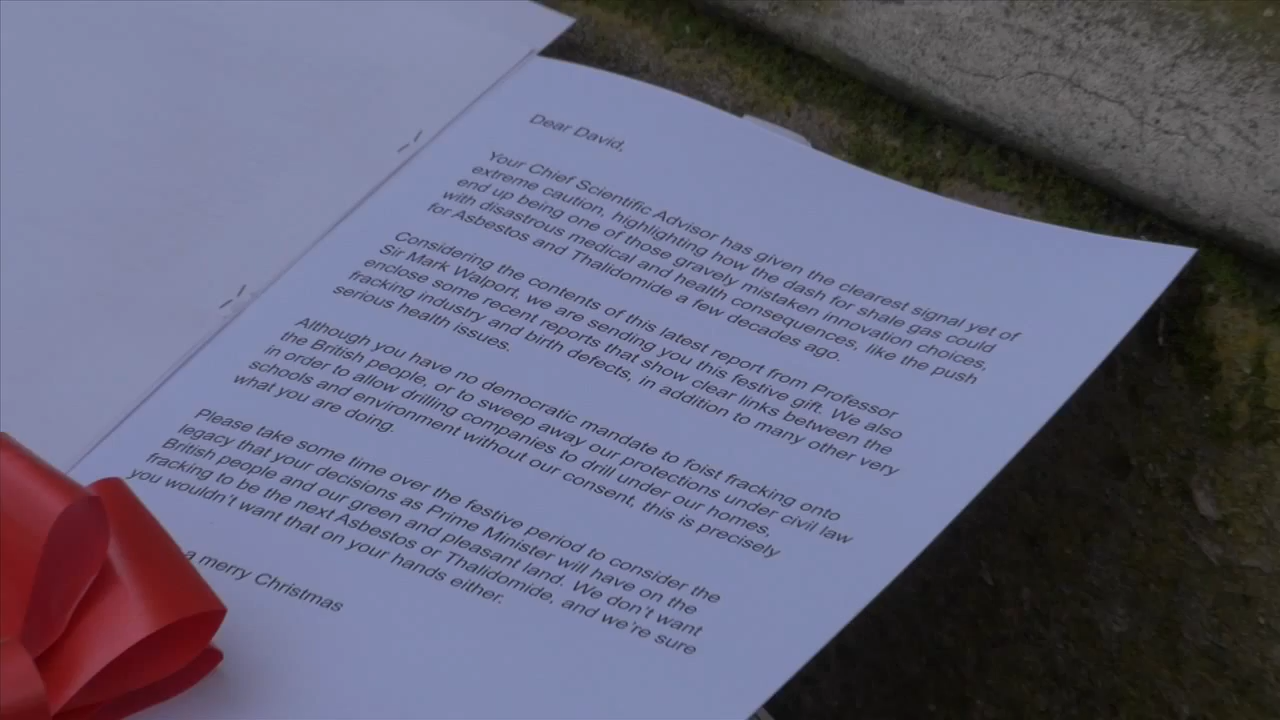 Dear David,
Your Chief Scientific Advisor has given the clearest signal yet of
extreme caution, highlighting how the dash for shale gas could
end up being one of those gravely mistaken innovation choices,
with disastrous medical and health consequences, like the push
for Asbestos and Thalidomide a few decades ago.
Considering the contents of this latest report from Professor
Sir Mark Walport, we are sending you this festive gift. We also
enclose some recent reports that show clear links between the
fracking industry and birth defects, in addition to many other very
serious health issues.
Although you have no democratic mandate to foist fracking onto
the British people, or to sweep away our protections under civil law
in order to allow drilling companies to drill under our homes,
schools and environment without our consent, this is precisely
what you are doing.
Please take some time over the festive period to consider the
legacy that your decisions as Prime Minister will have on the
British people and our green and pleasant land. We don't want
fracking to be the next Asbestos or Thalidomide, and we're sure
you wouldn't want that on your hands either.
a merry Christmas